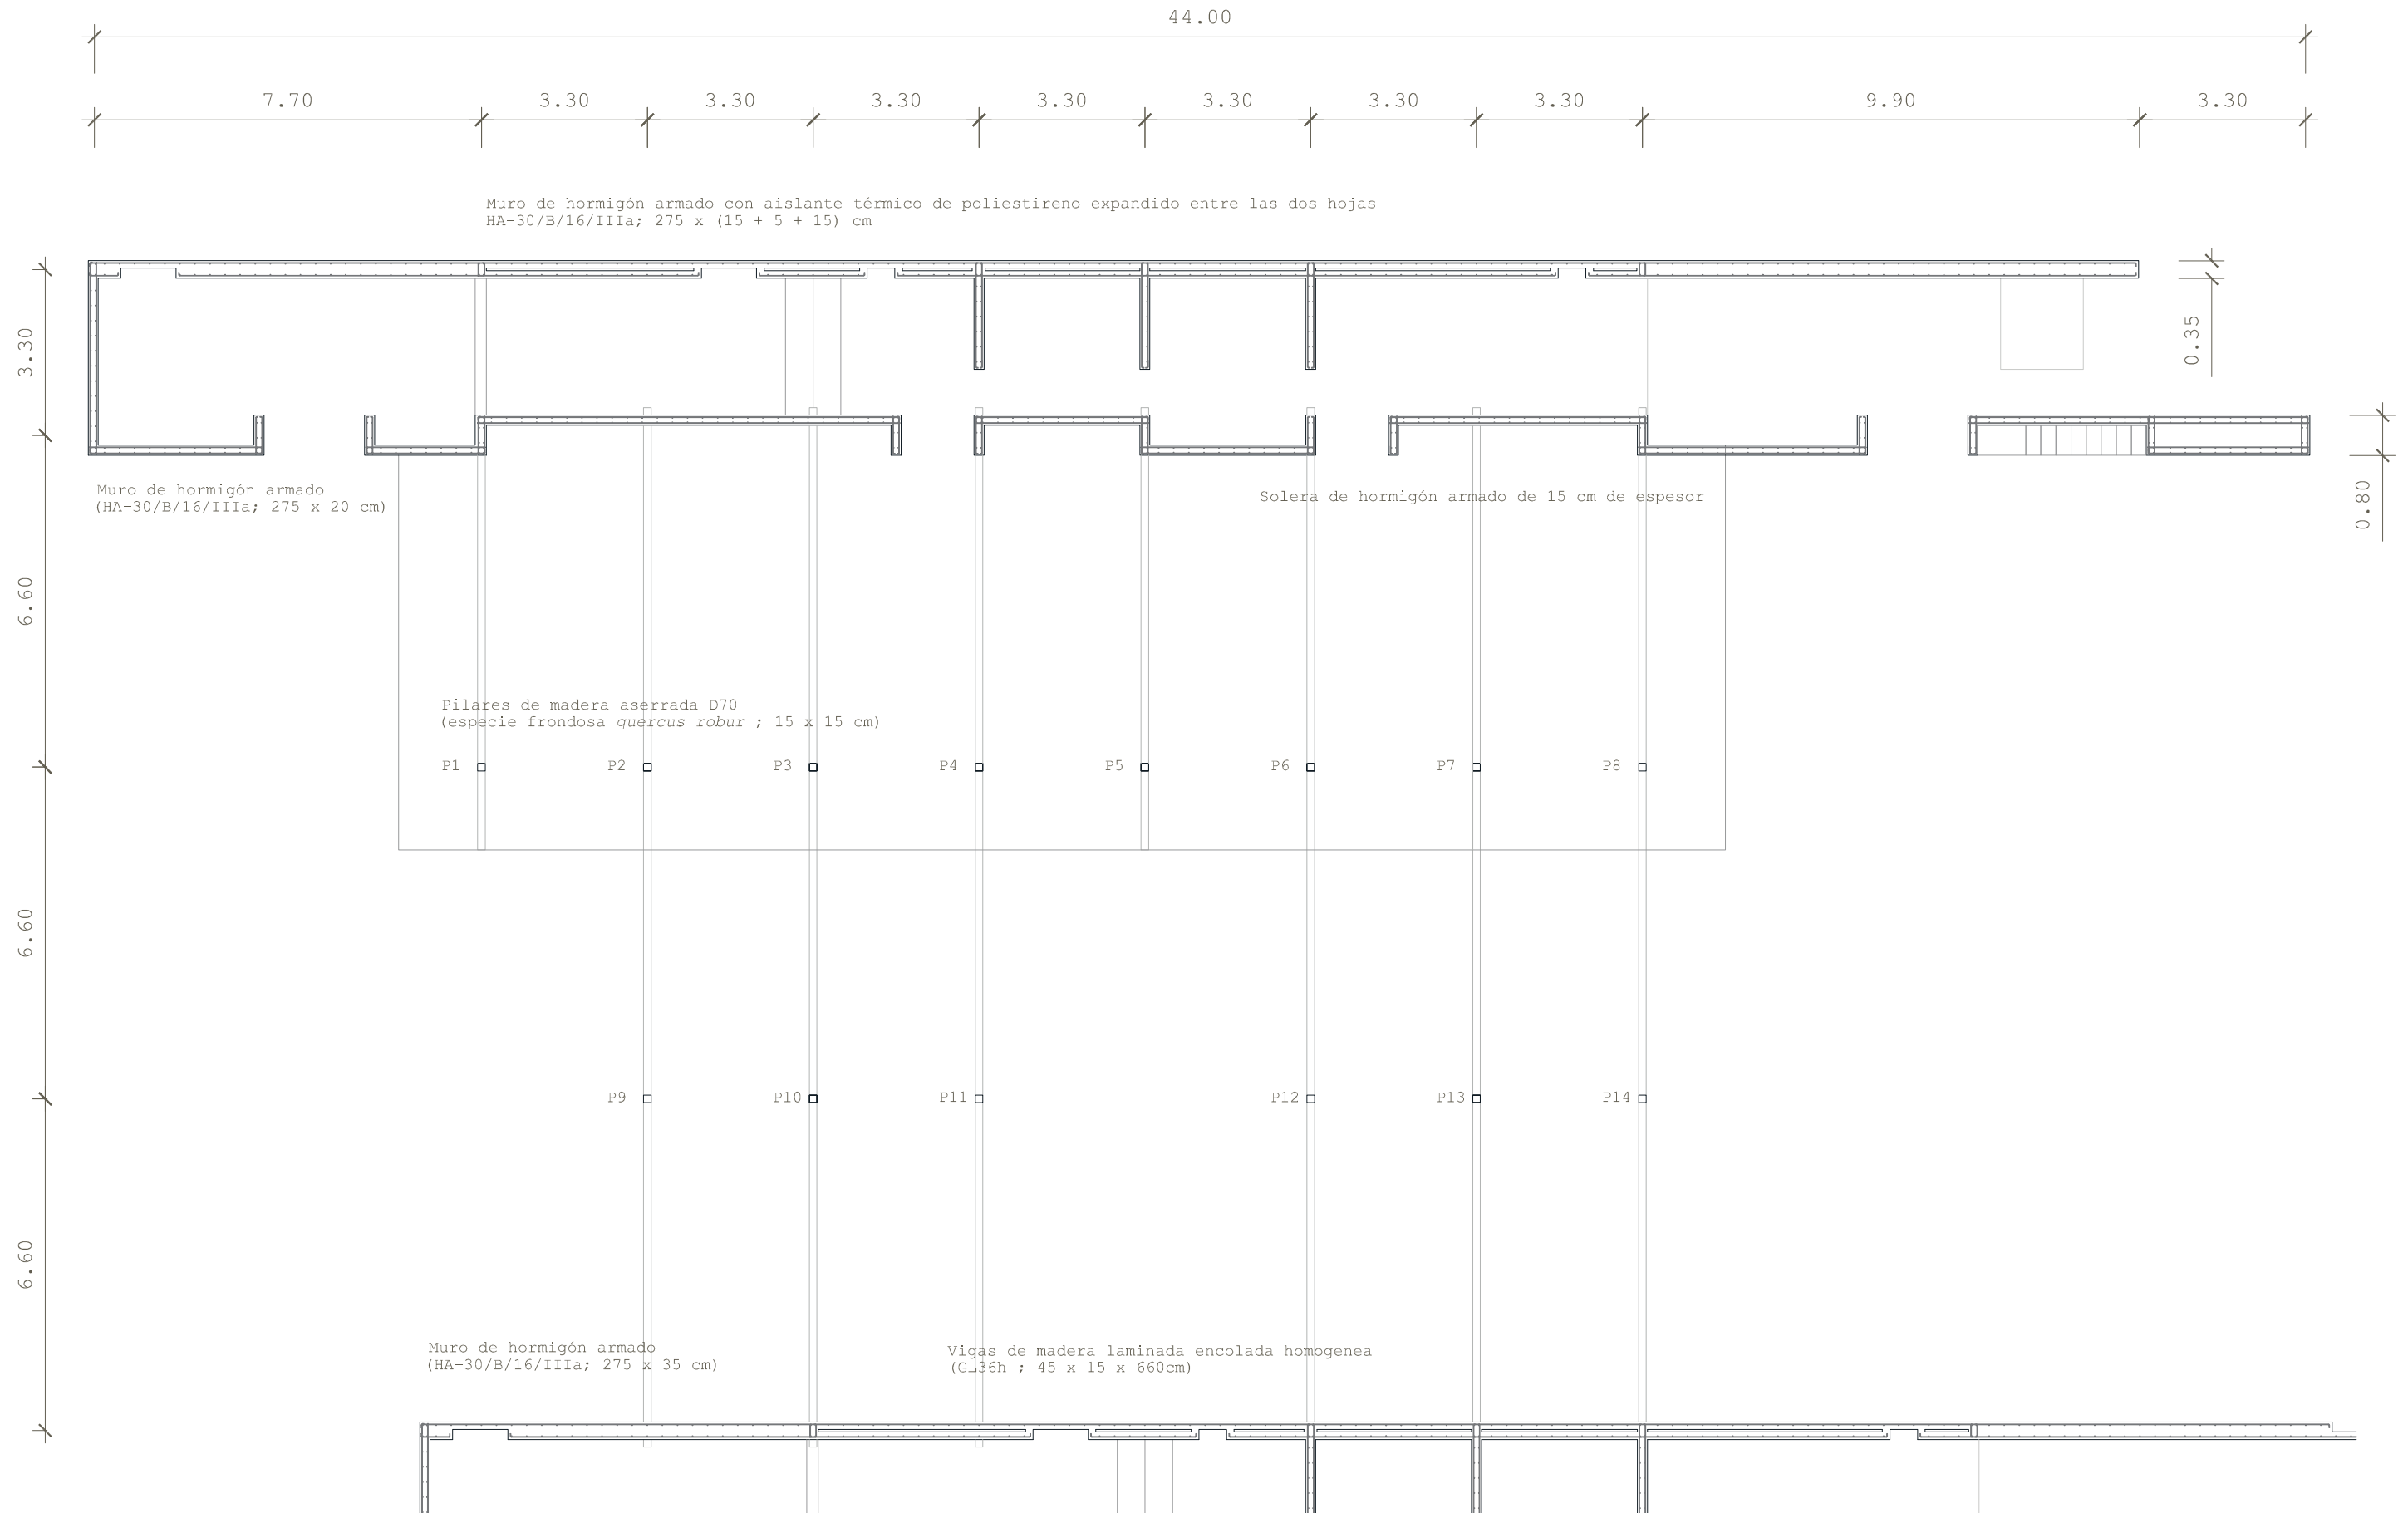 44.00
7.70 3.30 3.30 3.30 3.30 3.30 3.30 3.30 9.90 3.30
Muro de hormigón armado con aislante térmico de poliestireno expandido entre las dos hojas
HA-30/B/16/IIIa; 275 x (15 + 5 + 15) cm
3.30
0.35
Muro de hormigón armado
(HA-30/B/16/IIIa; 275 x 20 cm)
Solera de hormigón armado de 15 cm de espesor
0.80
6.60
Pilares de madera aserrada D70
(especie frondosa quercus robur ; 15 x 15 cm)
P1 P2 P3 P4 P5 P6 P7 P8
6.60
P9 P10 P11 P12 P13 P14
6.60
Muro de hormigón armado
(HA-30/B/16/IIIa; 275 x 35 cm)
Vigas de madera laminada encolada homogenea
(GL36h ; 45 x 15 x 660cm)